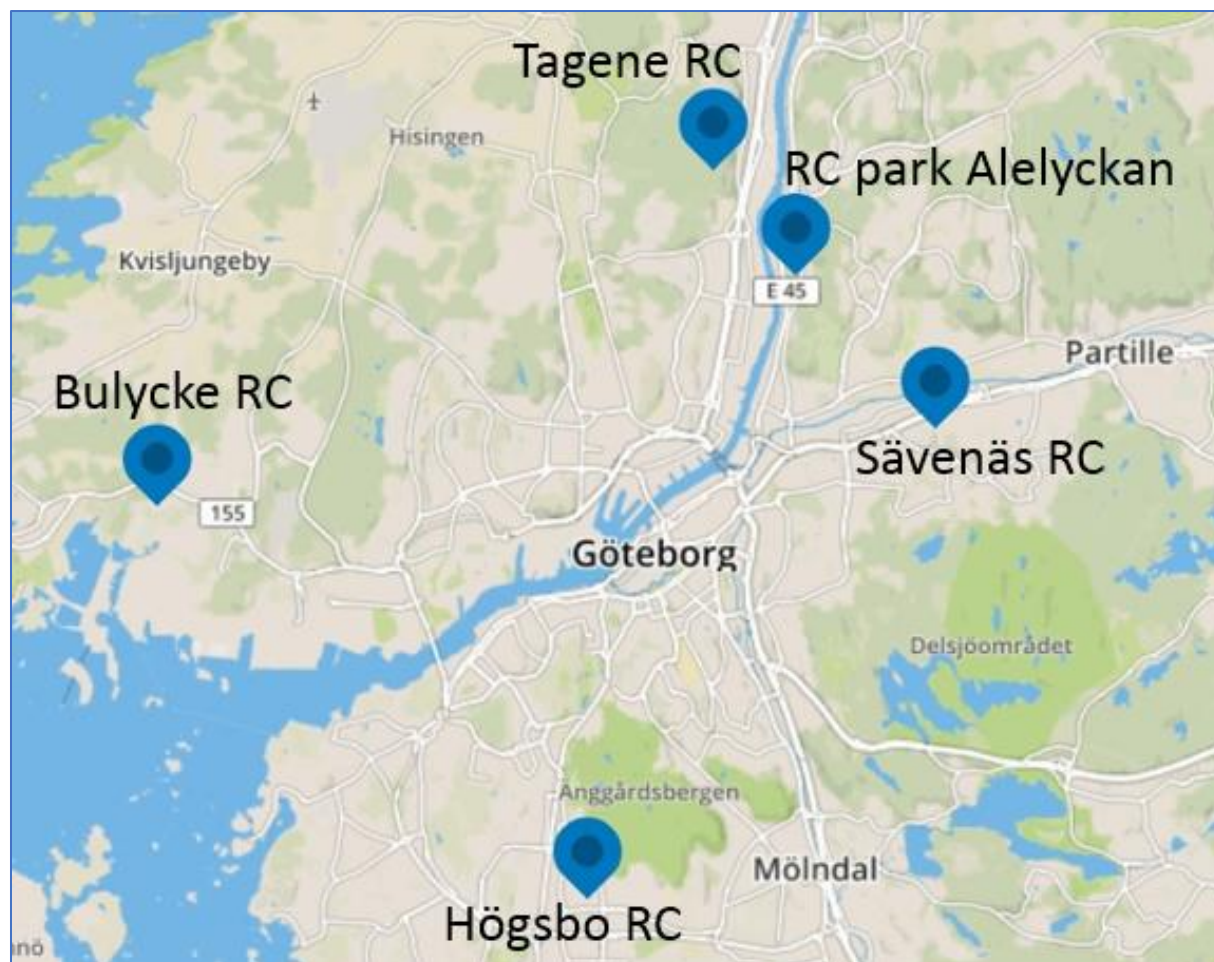 Tagene RC
Hisingen
RC park Alelyckan
Kvisljungeby
E 45
Partille
Bulycke RC
Sävenäs RC
155
Göteborg
Delsjöområdet
Änggårdsbergen
Mölndal
Högsbo RC
nö